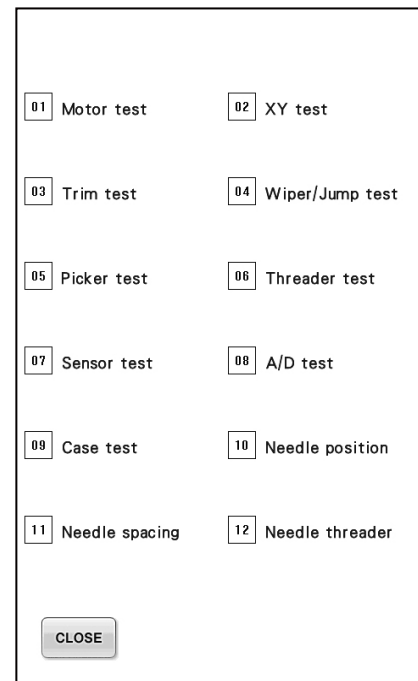 01 Motor test 02 XY test
03 Trim test 04 Wiper/Jump test
05 Picker test 06 Threader test
07 Sensor test 08 A/D test
09 Case test 10 Needle position
11 Needle spacing 12 Needle threader
CLOSE